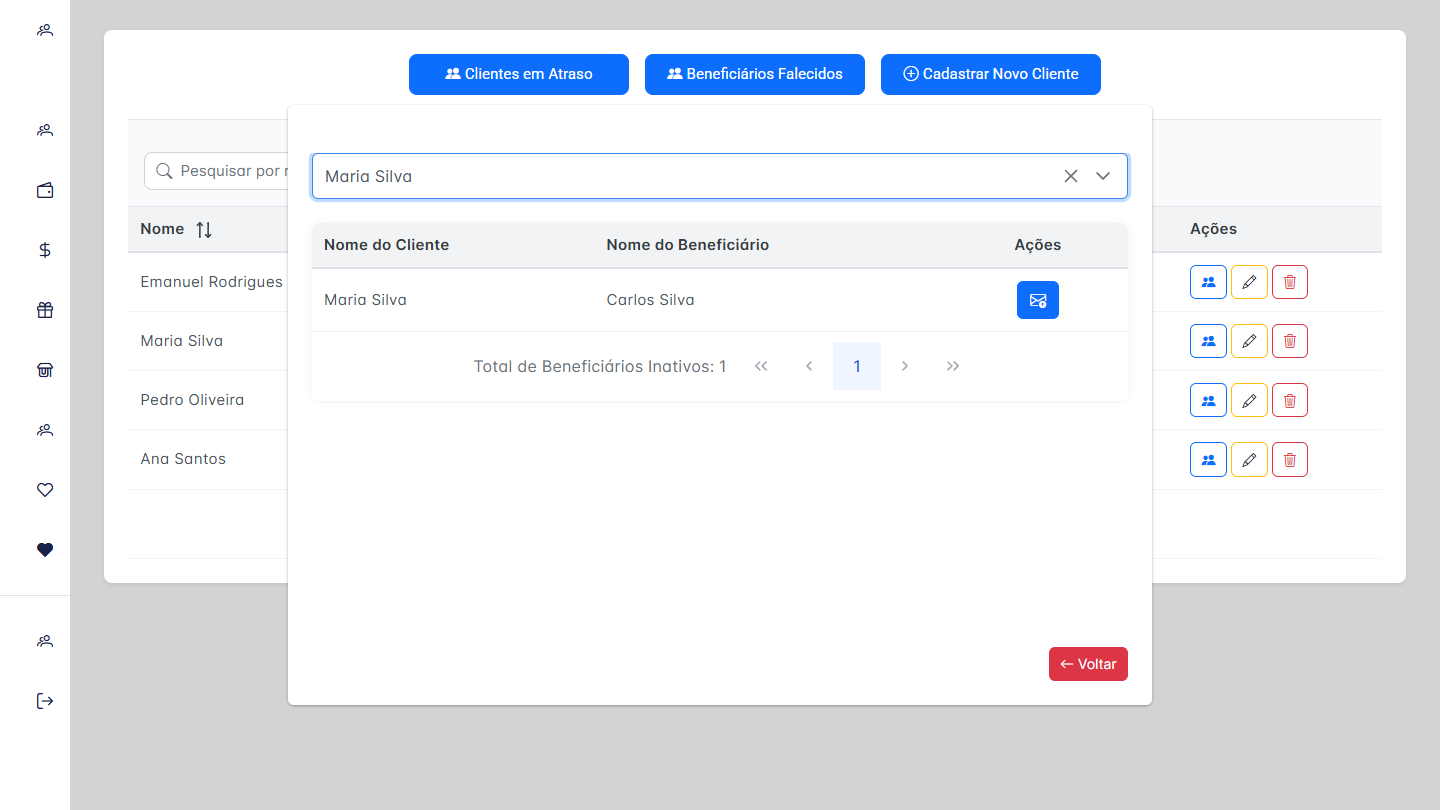 Clientes em Atraso
Beneficiários Falecidos
Cadastrar Novo Cliente
Maria Silva
Pesquisar por
Nome
Ações
Nome do Cliente
Nome do Beneficiário
Ações
Emanuel Rodrigues
Maria Silva
Carlos Silva
Maria Silva
Total de Beneficiários Inativos: 1
1
Pedro Oliveira
Ana Santos
Voltar